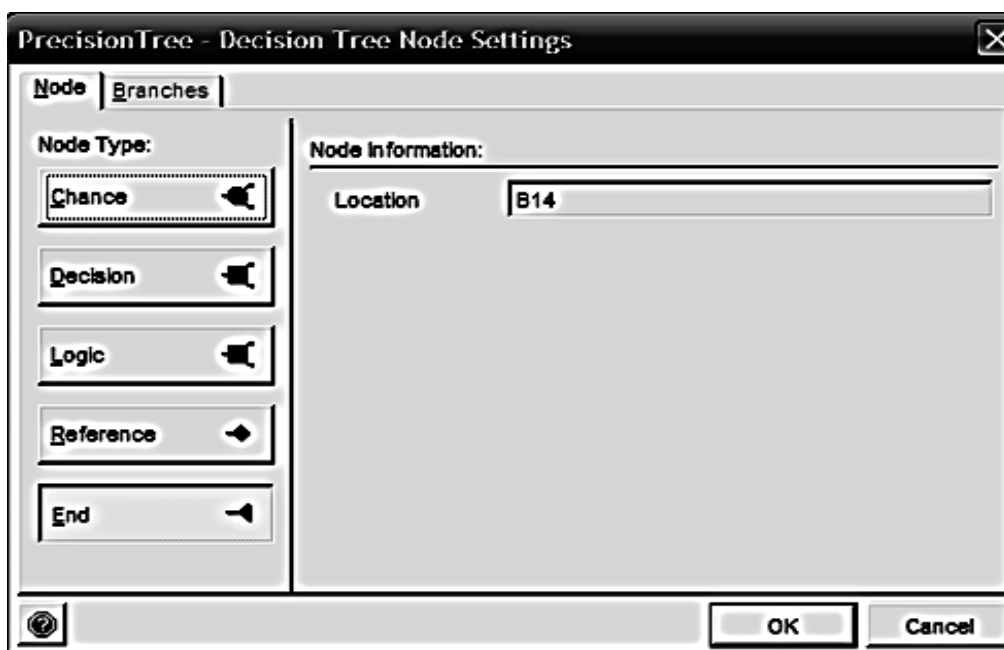 PrecisionTree - Decision Tree Node Settings
Node
Branches
Node Type:
Chance
Decision
Logic
Reference
End
Node Information:
Location
B14
OK
Cancel